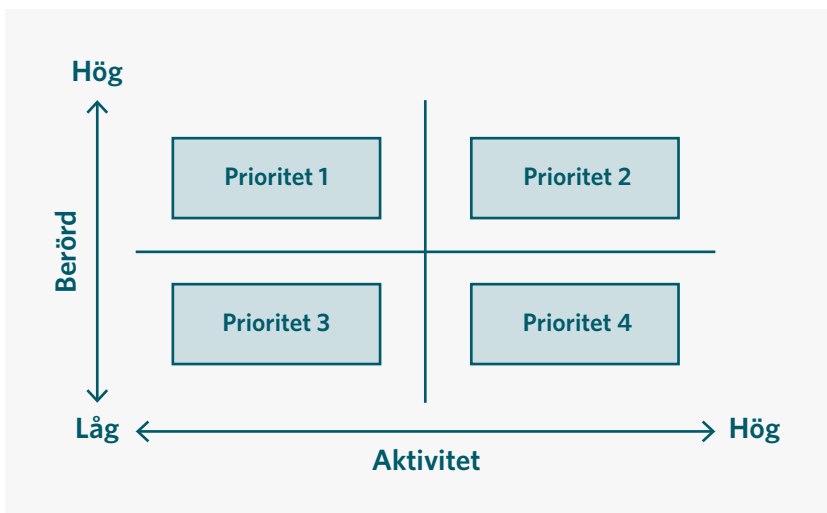 Hög
Prioritet 1
Prioritet 2
Berörd
Prioritet 3
Prioritet 4
Låg
Hög
Aktivitet